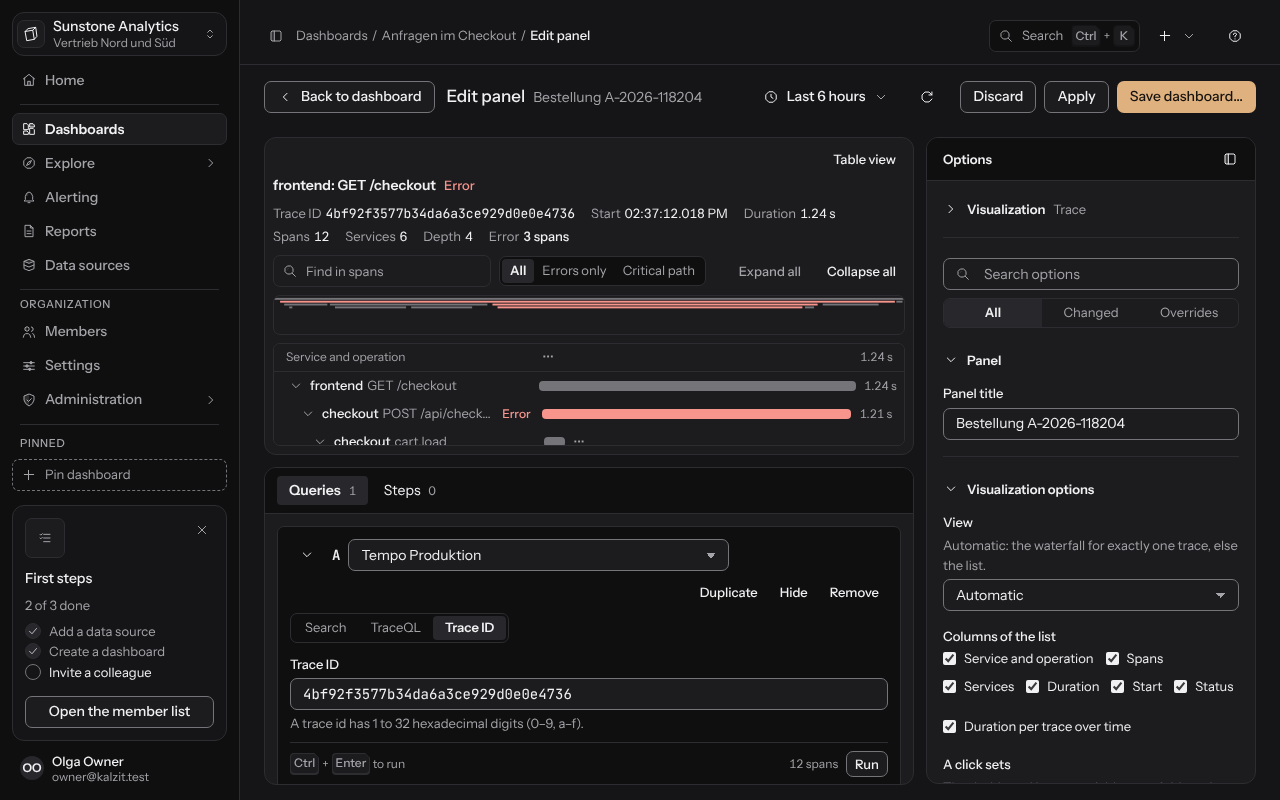 Sunstone Analytics
Vertrieb Nord und Süd
Home
Dashboards
Explore
Alerting
Reports
Data sources
ORGANIZATION
Members
Settings
Administration
PINNED
Pin dashboard
First steps
2 of 3 done
Add a data source
Create a dashboard
Invite a colleague
Open the member list
OO
Olga Owner
owner@kalzit.test
Dashboards / Anfragen im Checkout / Edit panel
Search Ctrl + K
Back to dashboard
Edit panel Bestellung A-2026-118204
Last 6 hours
Discard
Apply
Save dashboard...
Table view
frontend: GET /checkout Error
Trace ID 4bf92f3577b34da6a3ce929d0e0e4736 Start 02:37:12.018 PM Duration 1.24 s
Spans 12 Services 6 Depth 4 Error 3 spans
Find in spans
All Errors only Critical path
Expand all
Collapse all
Service and operation ... 1.24 s
frontend GET /checkout 1.24 s
checkout POST /api/check... Error 1.21 s
checkout cart load ...
Queries 1
Steps 0
A Tempo Produktion
Duplicate Hide Remove
Search TraceQL Trace ID
Trace ID
4bf92f3577b34da6a3ce929d0e0e4736
A trace id has 1 to 32 hexadecimal digits (0–9, a–f).
Ctrl + Enter to run
12 spans
Run
Options
Visualization Trace
Search options
All Changed Overrides
Panel
Panel title
Bestellung A-2026-118204
Visualization options
View
Automatic: the waterfall for exactly one trace, else
the list.
Automatic
Columns of the list
Service and operation Spans
Services Duration Start Status
Duration per trace over time
A click sets